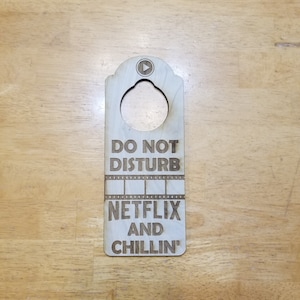 DO NOT
DISTURB
NETFLIX
AND
CHILLIN'